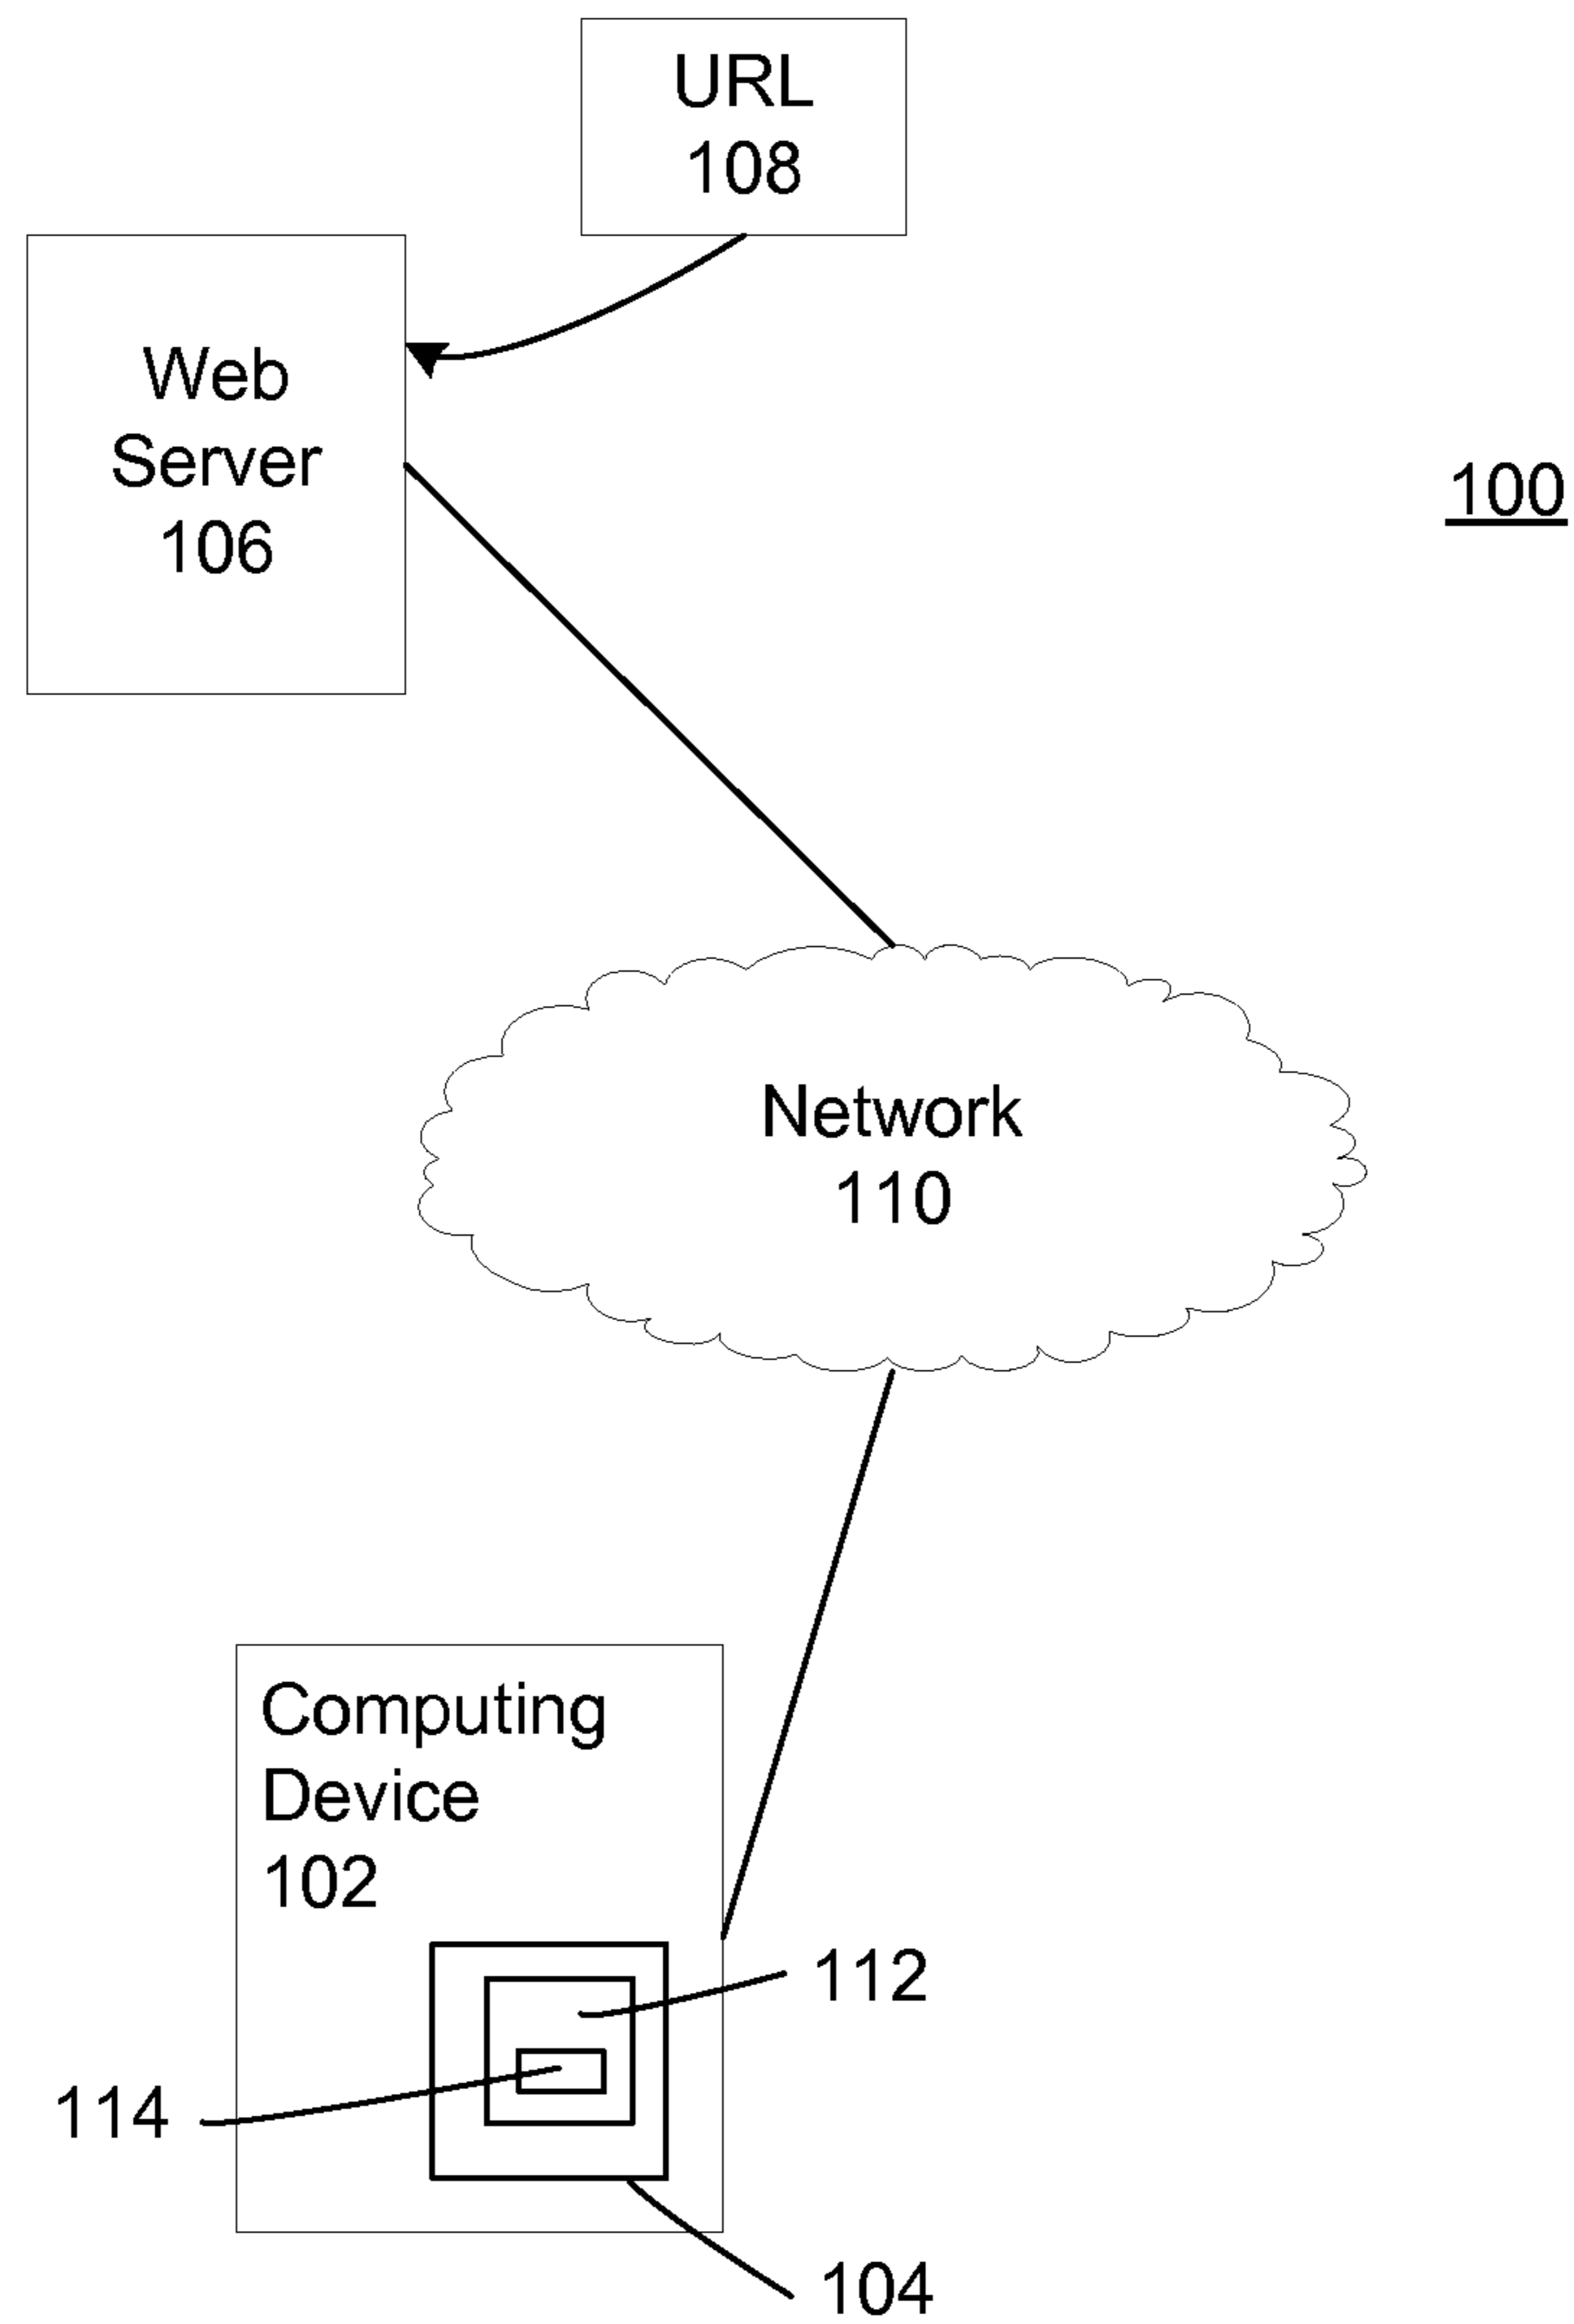 URL
108
Web
Server
106
100
Network
110
Computing
Device
102
112
114
104